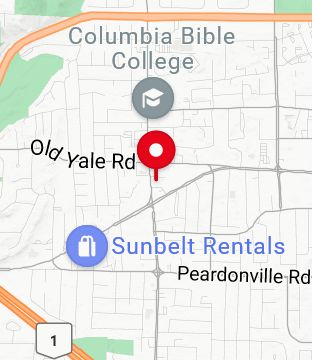 Columbia Bible
College
Old Yale Rd
Sunbelt Rentals
Peardonville Rd
1